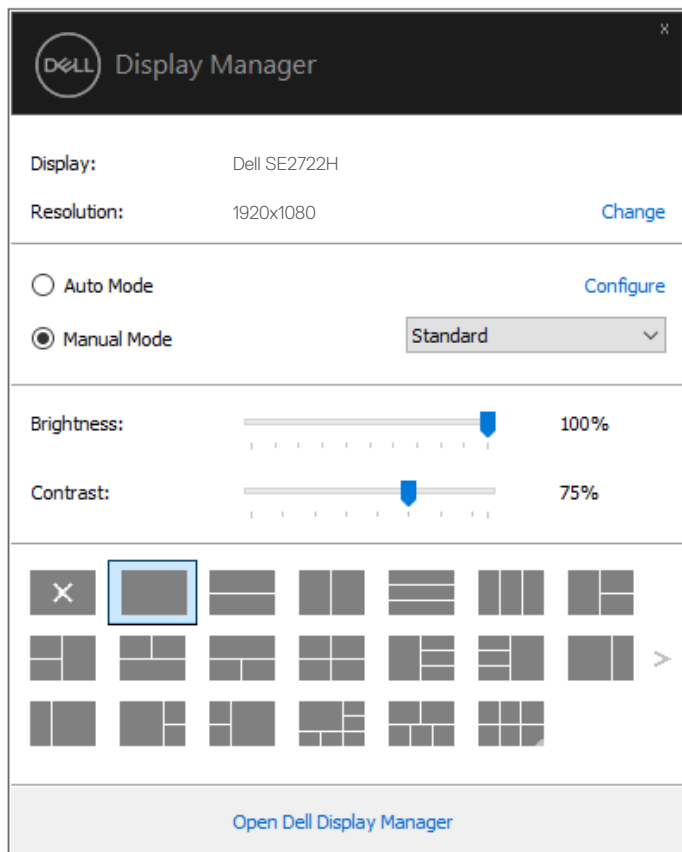 x
DELL Display Manager
Display: Dell SE2722H
Resolution: 1920x1080 Change
Auto Mode Configure
Manual Mode Standard
Brightness: 100%
Contrast: 75%
Open Dell Display Manager